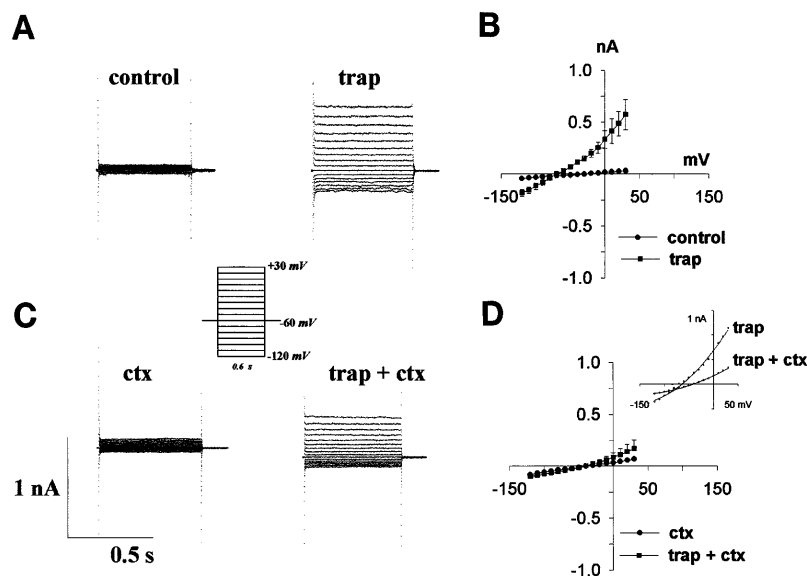 A
control
trap
B
nA
1.0
0.5
mV
-150
50
150
-0.5
control
trap
-1.0
+30 mV
-60mV
-120 mV
0.6 s
C
ctx
trap + ctx
1 nA
0.5 s
D
1 nA
trap
trap + ctx
-150
50 mV
1.0
0.5
-150
50
150
-0.5
ctx
trap + ctx
-1.0